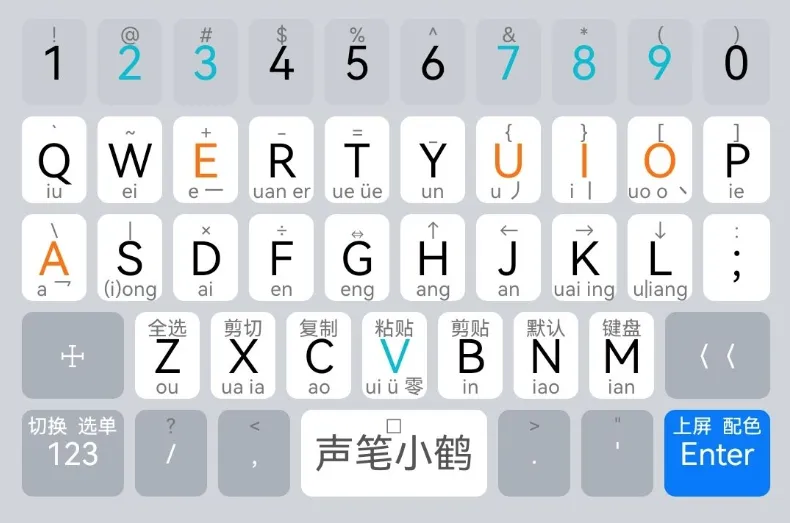 ! @ # $ % ^ & * ( )
1 2 3 4 5 6 7 8 9 0
` ~ + − = _ { } [ ]
Q W E R T Y U I O P
iu ei e 一 uan er ue üe un u 丿 i 丨 uo o 丶 ie
\ | × ÷ ⇔ ↑ ← → ↓ :
A S D F G H J K L ;
a 乛 (i)ong ai en eng ang an uai ing u|iang
全选 剪切 复制 粘贴 剪贴 默认 键盘
Z X C V B N M 〈〈
ou ua ia ao ui ü 零 in iao ian
切换 选单 ? < □ > " 上屏 配色
123 / , 声笔小鹤 . ' Enter